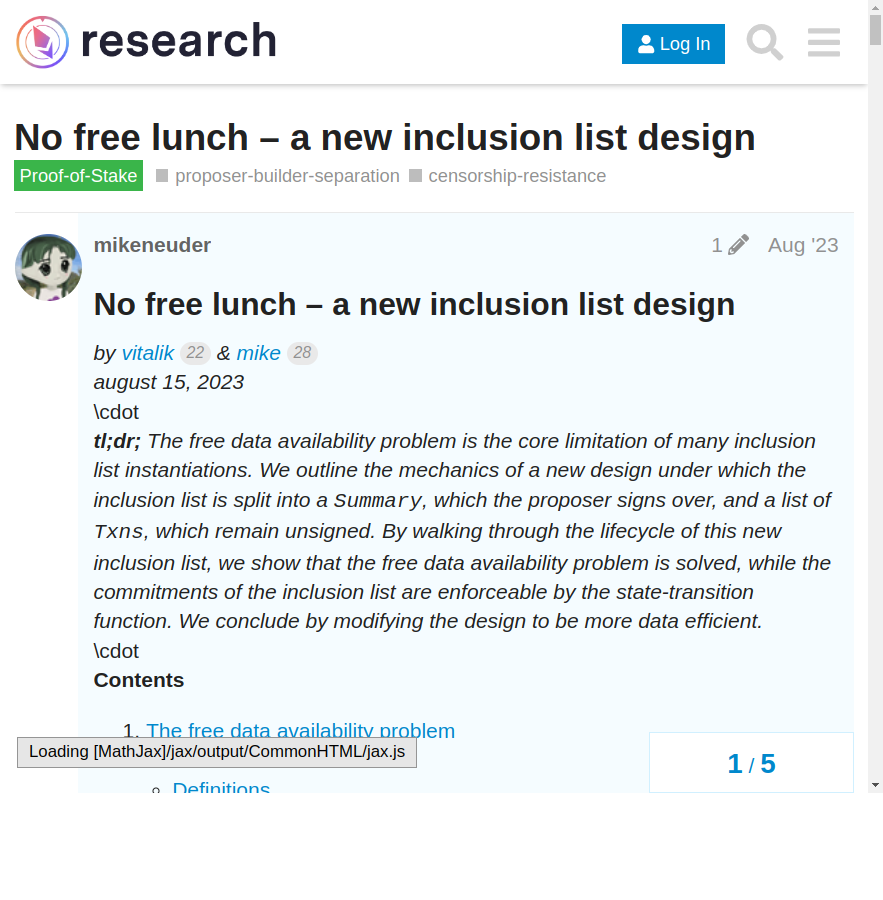 research
Log In
No free lunch – a new inclusion list design
Proof-of-Stake proposer-builder-separation censorship-resistance
mikeneuder 1 Aug '23
No free lunch – a new inclusion list design
by vitalik 22 & mike 28
august 15, 2023
\cdot
tl;dr; The free data availability problem is the core limitation of many inclusion
list instantiations. We outline the mechanics of a new design under which the
inclusion list is split into a Summary, which the proposer signs over, and a list of
Txns, which remain unsigned. By walking through the lifecycle of this new
inclusion list, we show that the free data availability problem is solved, while the
commitments of the inclusion list are enforceable by the state-transition
function. We conclude by modifying the design to be more data efficient.
\cdot
Contents
1. The free data availability problem
Loading [MathJax]/jax/output/CommonHTML/jax.js
1 / 5
Definitions